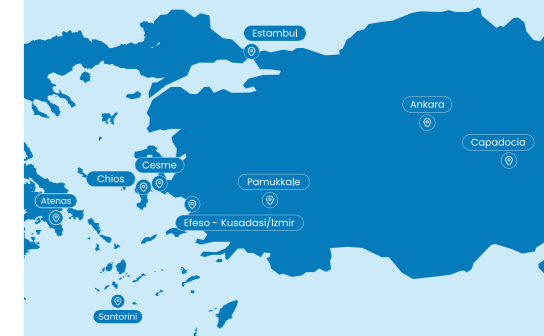 Estambul
Ankara
Capadocia
Cesme
Chios
Pamukkale
Atenas
Efeso - Kusadasi/Izmir
Santorini